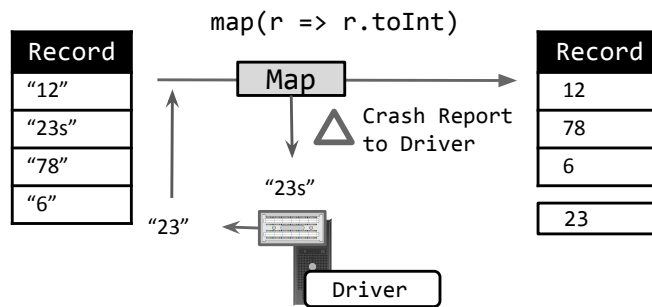 map(r => r.toInt)
Record
“12”
“23s”
“78”
“6”
Map
Crash Report
to Driver
“23s”
“23”
Driver
Record
12
78
6
23